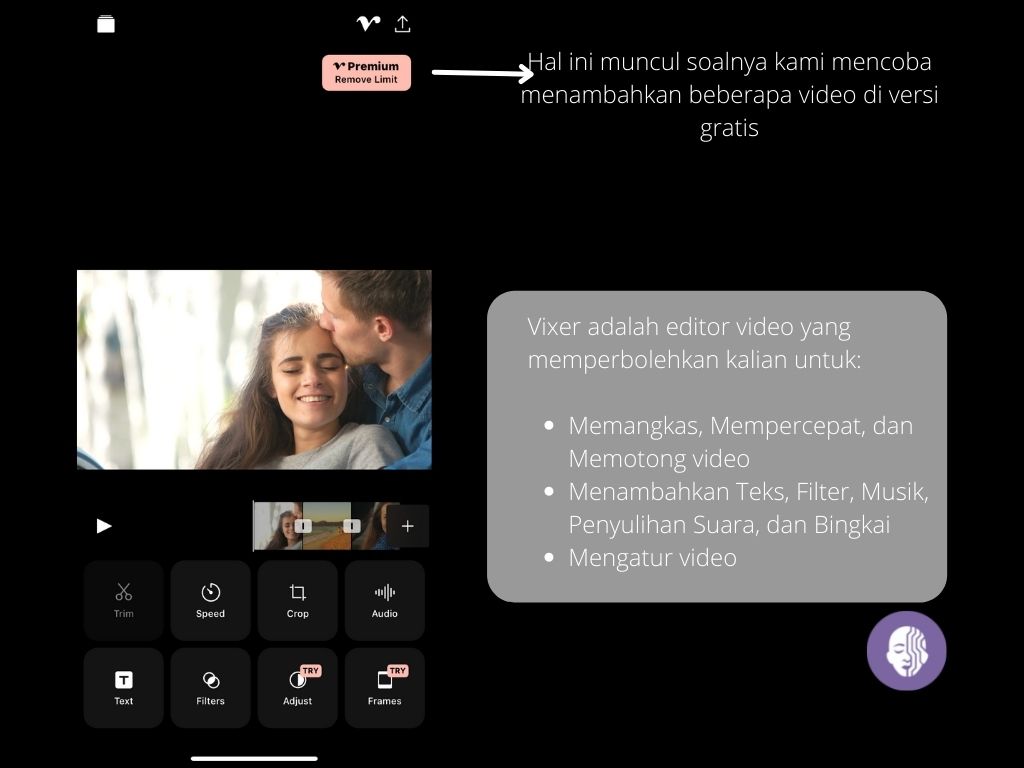 Premium
Remove Limit
Hal ini muncul soalnya kami mencoba
menambahkan beberapa video di versi
gratis
Vixer adalah editor video yang
memperbolehkan kalian untuk:
Memangkas, Mempercepat, dan
Memotong video
Menambahkan Teks, Filter, Musik,
Penyulihan Suara, dan Bingkai
Mengatur video
Trim
Speed
Crop
Audio
T
Text
Filters
TRY
Adjust
TRY
Frames